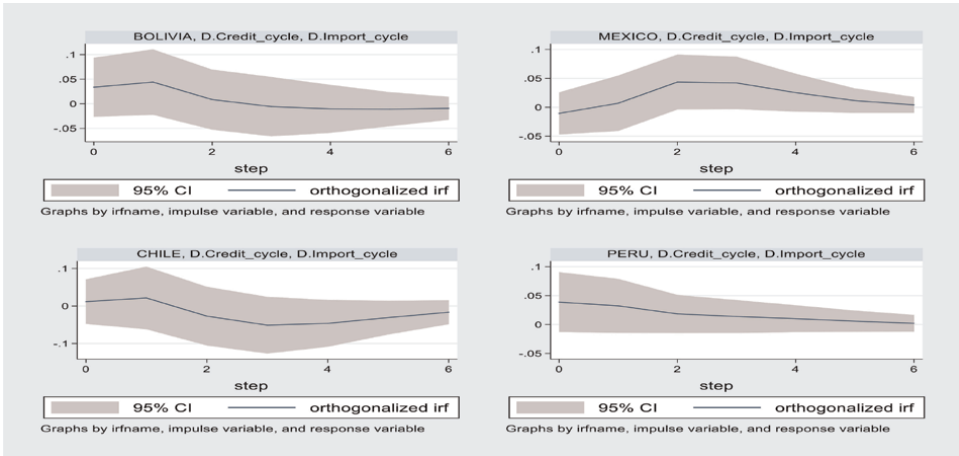 BOLIVIA, D.Credit_cycle, D.Import_cycle
.1
.05
0
-.05
0 2 4 6
step
95% CI orthogonalized irf
Graphs by irfname, impulse variable, and response variable
MEXICO, D.Credit_cycle, D.Import_cycle
.1
.05
0
-.05
0 2 4 6
step
95% CI orthogonalized irf
Graphs by irfname, impulse variable, and response variable
CHILE, D.Credit_cycle, D.Import_cycle
.1
0
-.1
0 2 4 6
step
95% CI orthogonalized irf
Graphs by irfname, impulse variable, and response variable
PERU, D.Credit_cycle, D.Import_cycle
.1
.05
0
-.05
0 2 4 6
step
95% CI orthogonalized irf
Graphs by irfname, impulse variable, and response variable